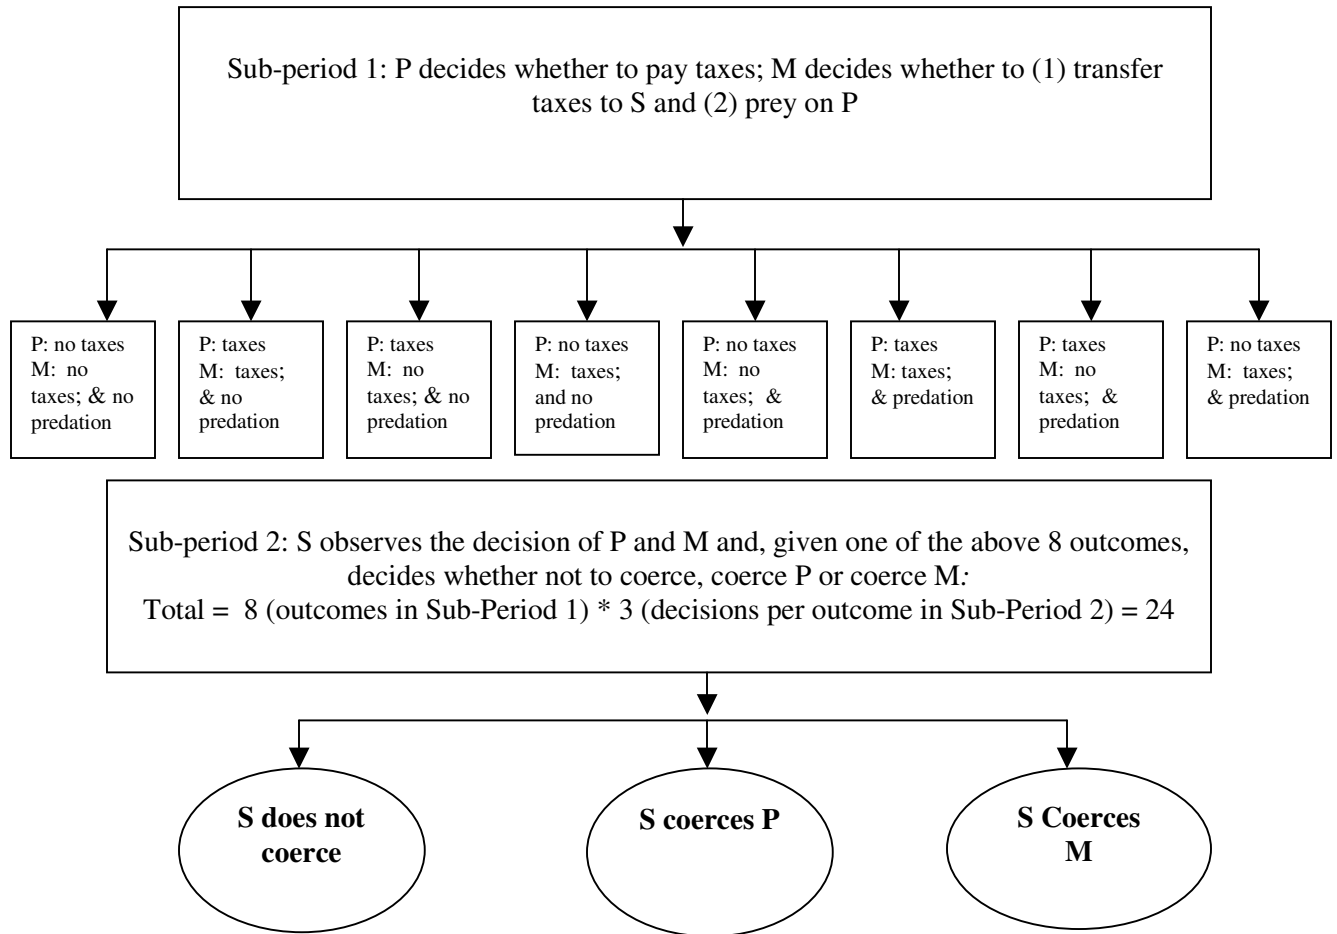 Sub-period 1: P decides whether to pay taxes; M decides whether to (1) transfer
taxes to S and (2) prey on P
P: no taxes
M: no
taxes; & no
predation
P: taxes
M: taxes;
& no
predation
P: taxes
M: no
taxes; & no
predation
P: no taxes
M: taxes;
and no
predation
P: no taxes
M: no
taxes; &
predation
P: taxes
M: taxes;
& predation
P: taxes
M: no
taxes; &
predation
P: no taxes
M: taxes;
& predation
Sub-period 2: S observes the decision of P and M and, given one of the above 8 outcomes,
decides whether not to coerce, coerce P or coerce M:
Total = 8 (outcomes in Sub-Period 1) * 3 (decisions per outcome in Sub-Period 2) = 24
S does not
coerce
S coerces P
S Coerces
M